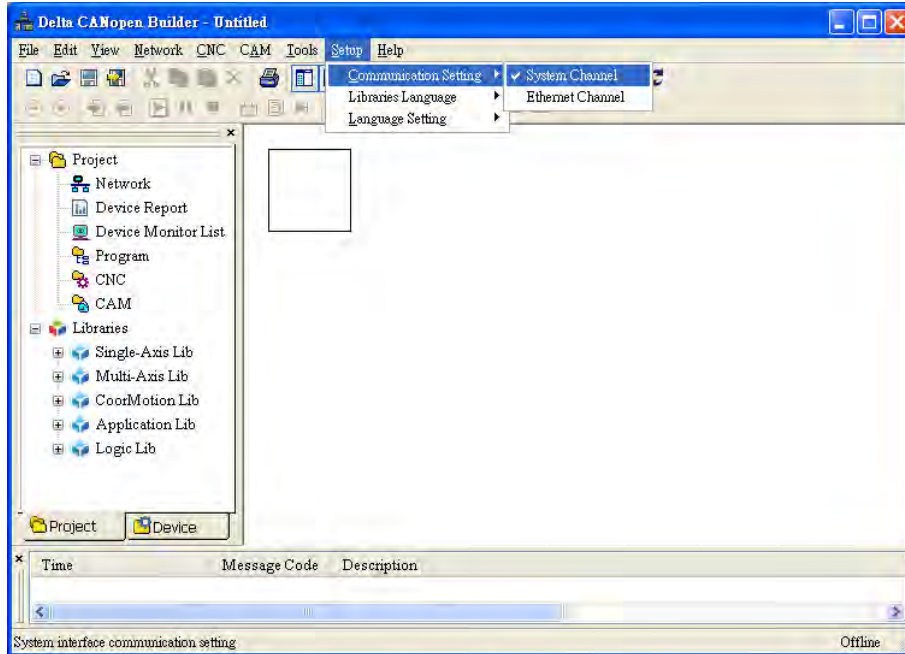 Delta CANopen Builder - Untitled
File Edit View Network CNC CAM Tools Setup Help
Communication Setting
System Channel
Libraries Language
Ethernet Channel
Language Setting
Project
Network
Device Report
Device Monitor List
Program
CNC
CAM
Libraries
Single-Axis Lib
Multi-Axis Lib
CoorMotion Lib
Application Lib
Logic Lib
Project Device
Time Message Code Description
System interface communication setting Offline